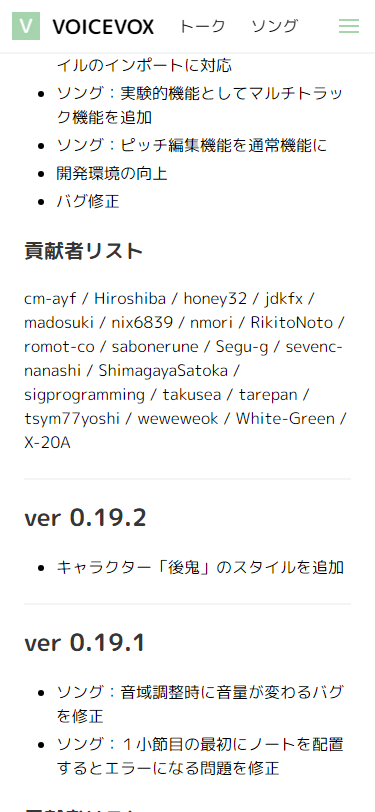 V VOICEVOX トーク ソング
イルのインポートに対応
ソング：実験的機能としてマルチトラッ
ク機能を追加
ソング：ピッチ編集機能を通常機能に
開発環境の向上
バグ修正
貢献者リスト
cm-ayf / Hiroshiba / honey32 / jdkfx /
madosuki / nix6839 / nmori / RikitoNoto /
romot-co / sabonerune / Segu-g / sevenc-
nanashi / ShimagayaSatoka /
sigprogramming / takusea / tarepan /
tsym77yoshi / weweweok / White-Green /
X-20A
ver 0.19.2
キャラクター「後鬼」のスタイルを追加
ver 0.19.1
ソング：音域調整時に音量が変わるバグ
を修正
ソング：１小節目の最初にノートを配置
するとエラーになる問題を修正